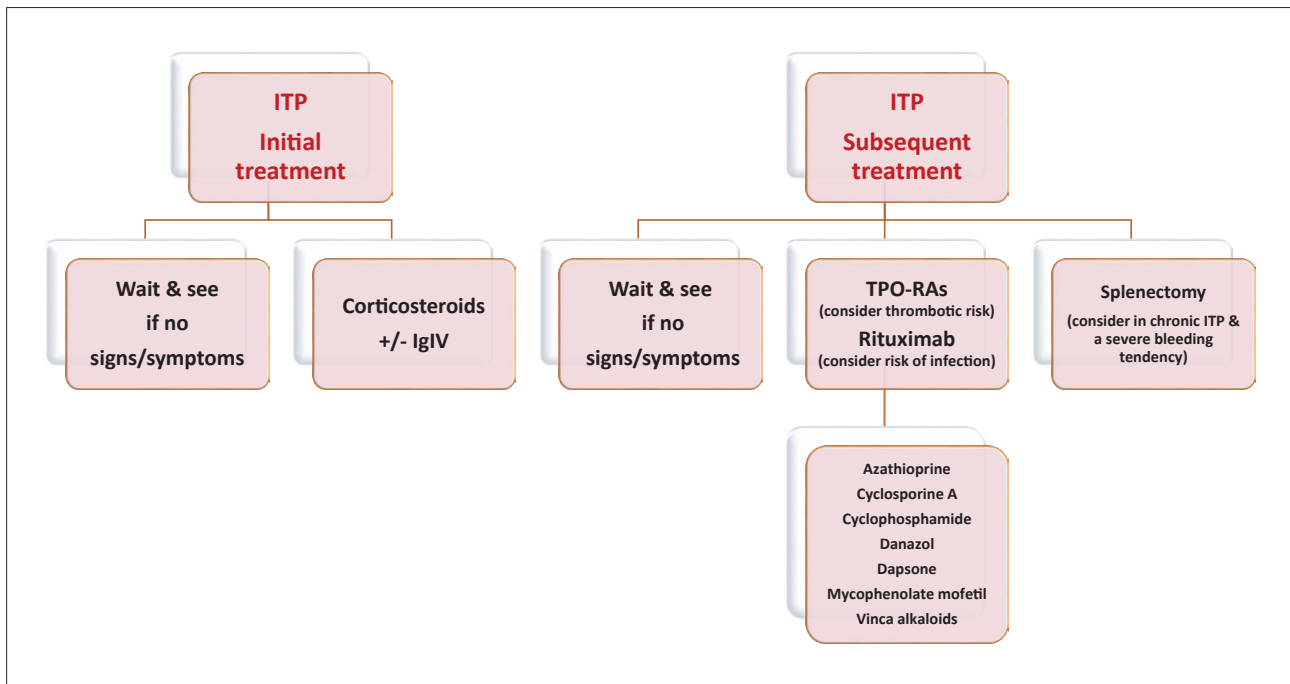 ITP
Initial
treatment
Wait & see
if no
signs/symptoms
Corticosteroids
+/- IgIV
ITP
Subsequent
treatment
Wait & see
if no
signs/symptoms
TPO-RAs
(consider thrombotic risk)
Rituximab
(consider risk of infection)
Splenectomy
(consider in chronic ITP &
a severe bleeding
tendency)
Azathioprine
Cyclosporine A
Cyclophosphamide
Danazol
Dapsone
Mycophenolate mofetil
Vinca alkaloids